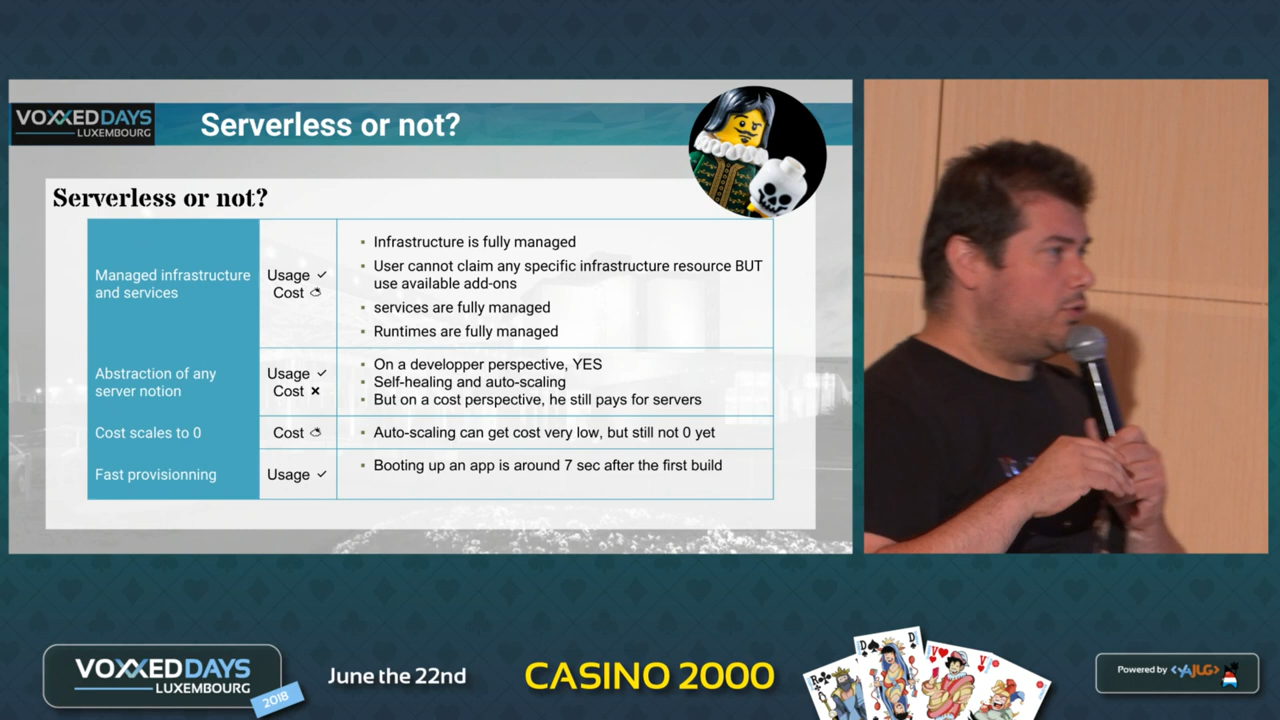 VOXXEDDAYS
LUXEMBOURG
Serverless or not?
Serverless or not?
Managed infrastructure
and services
Usage ✓
Cost
▪ Infrastructure is fully managed
▪ User cannot claim any specific infrastructure resource BUT
use available add-ons
▪ services are fully managed
▪ Runtimes are fully managed
Abstraction of any
server notion
Usage ✓
Cost ×
▪ On a developper perspective, YES
▪ Self-healing and auto-scaling
▪ But on a cost perspective, he still pays for servers
Cost scales to 0
Cost
▪ Auto-scaling can get cost very low, but still not 0 yet
Fast provisionning
Usage ✓
▪ Booting up an app is around 7 sec after the first build
VOXXEDDAYS
LUXEMBOURG
2018
June the 22nd
CASINO 2000
R
D
D
V
V
Powered by <YAJUG>